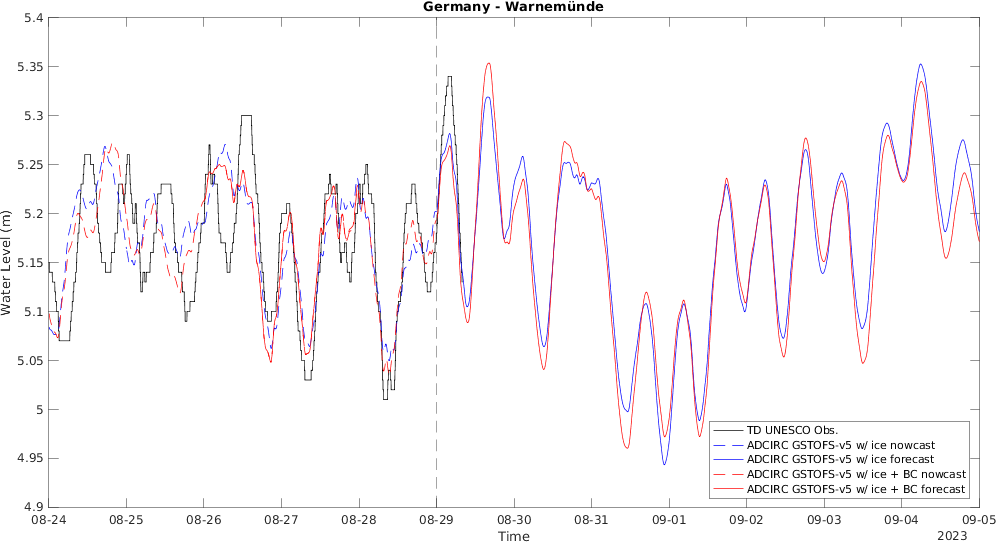 Germany - Warnemünde
Water Level (m)
5.4
5.35
5.3
5.25
5.2
5.15
5.1
5.05
5
4.95
4.9
TD UNESCO Obs.
ADCIRC GSTOFS-v5 w/ ice nowcast
ADCIRC GSTOFS-v5 w/ ice forecast
ADCIRC GSTOFS-v5 w/ ice + BC nowcast
ADCIRC GSTOFS-v5 w/ ice + BC forecast
08-24 08-25 08-26 08-27 08-28 08-29 08-30 08-31 09-01 09-02 09-03 09-04 09-05
Time
2023